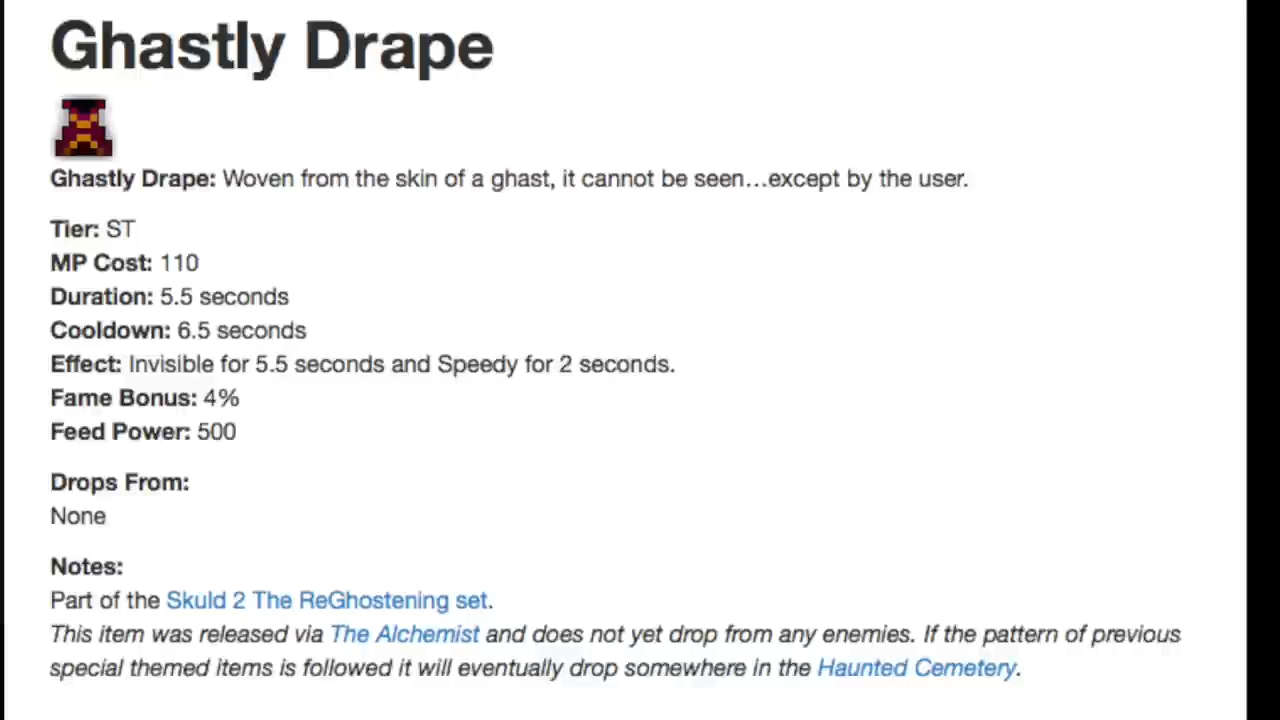 Ghastly Drape
Ghastly Drape: Woven from the skin of a ghast, it cannot be seen...except by the user.
Tier: ST
MP Cost: 110
Duration: 5.5 seconds
Cooldown: 6.5 seconds
Effect: Invisible for 5.5 seconds and Speedy for 2 seconds.
Fame Bonus: 4%
Feed Power: 500
Drops From:
None
Notes:
Part of the Skuld 2 The ReGhostening set.
This item was released via The Alchemist and does not yet drop from any enemies. If the pattern of previous
special themed items is followed it will eventually drop somewhere in the Haunted Cemetery.